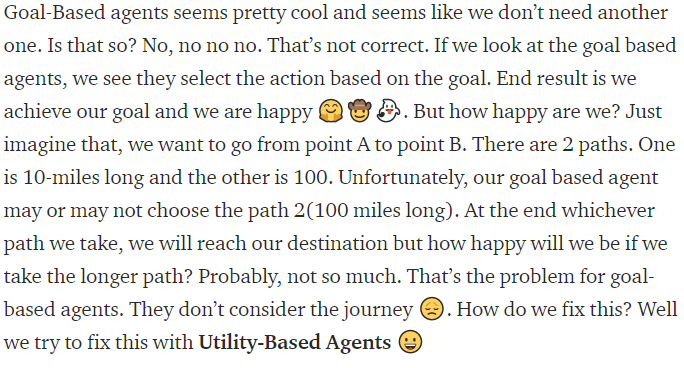 Goal-Based agents seems pretty cool and seems like we don’t need another
one. Is that so? No, no no no. That’s not correct. If we look at the goal based
agents, we see they select the action based on the goal. End result is we
achieve our goal and we are happy 🤗🤠👻. But how happy are we? Just
imagine that, we want to go from point A to point B. There are 2 paths. One
is 10-miles long and the other is 100. Unfortunately, our goal based agent
may or may not choose the path 2(100 miles long). At the end whichever
path we take, we will reach our destination but how happy will we be if we
take the longer path? Probably, not so much. That’s the problem for goal-
based agents. They don’t consider the journey 😞. How do we fix this? Well
we try to fix this with Utility-Based Agents 😀